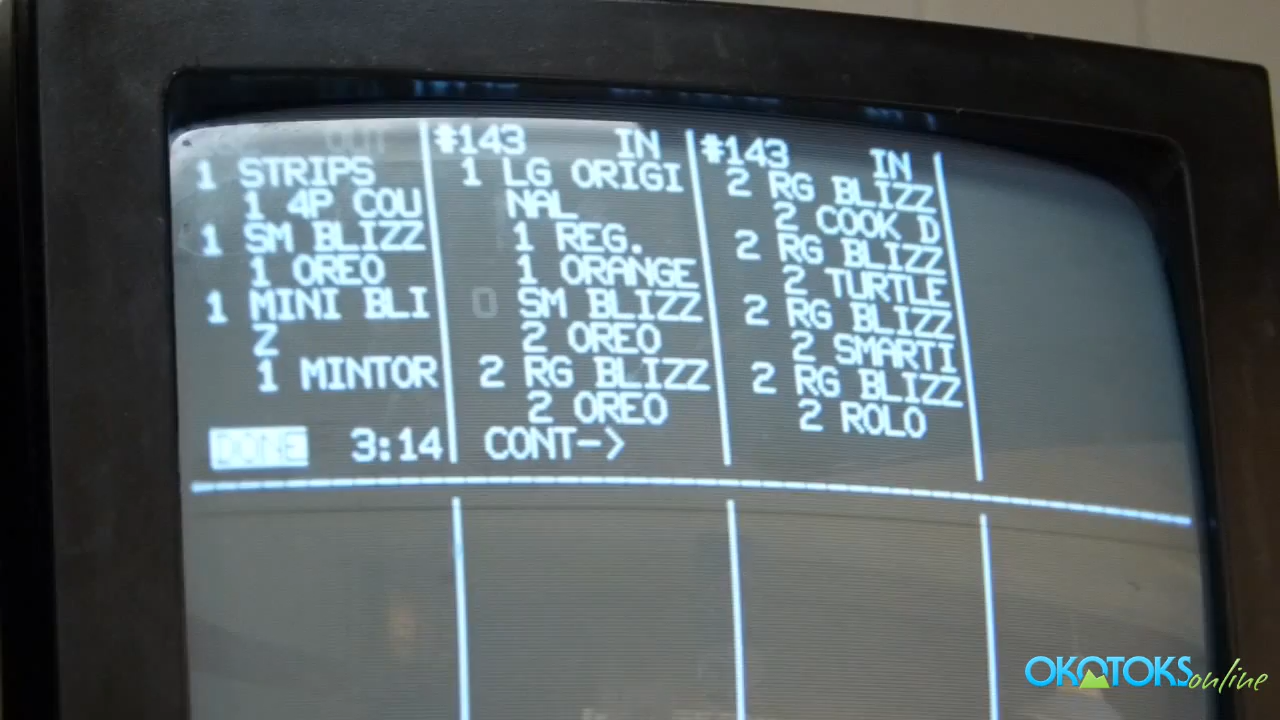 OUT
1 STRIPS
1 4P COU
1 SM BLIZZ
1 OREO
1 MINI BLI
Z
1 MINTOR
DONE 3:14
#143 IN
1 LG ORIGI
NAL
1 REG.
1 ORANGE
0 SM BLIZZ
2 OREO
2 RG BLIZZ
2 OREO
CONT->
#143 IN
2 RG BLIZZ
2 COOK D
2 RG BLIZZ
2 TURTLE
2 RG BLIZZ
2 SMARTI
2 RG BLIZZ
2 ROLO
OKOTOKS online